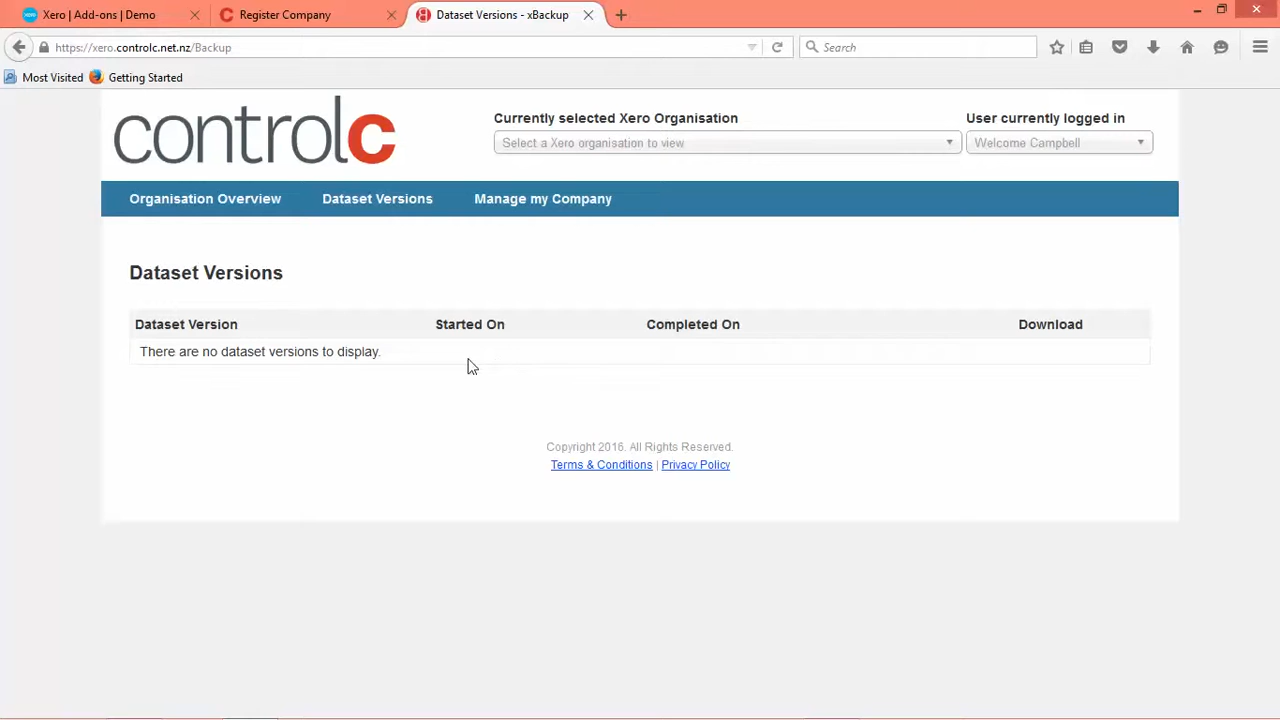 Xero | Add-ons | Demo
Register Company
Dataset Versions - xBackup
https://xero.controlc.net.nz/Backup
Search
Most Visited
Getting Started
controlc
Currently selected Xero Organisation
User currently logged in
Select a Xero organisation to view
Welcome Campbell
Organisation Overview
Dataset Versions
Manage my Company
Dataset Versions
Dataset Version
Started On
Completed On
Download
There are no dataset versions to display.
Copyright 2016. All Rights Reserved.
Terms & Conditions | Privacy Policy